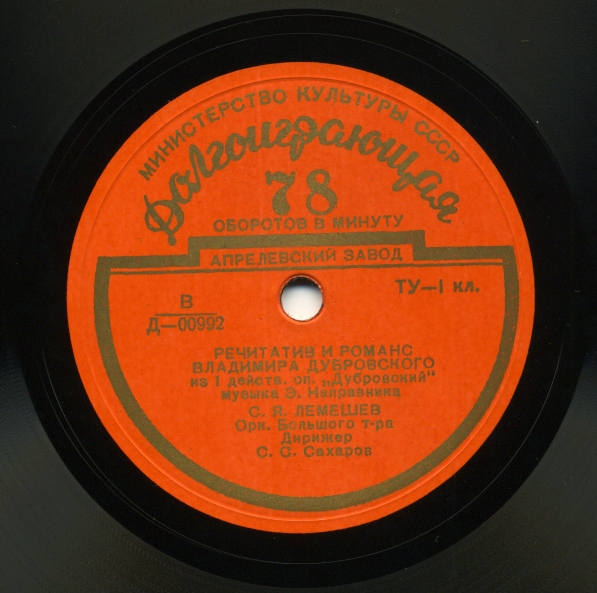 МИНИСТЕРСТВО КУЛЬТУРЫ СССР
Долгоиграющая
78
ОБОРОТОВ В МИНУТУ
АПРЕЛЕВСКИЙ ЗАВОД
ТУ—I кл.
В
Д—00992
РЕЧИТАТИВ И РОМАНС
ВЛАДИМИРА ДУБРОВСКОГО
из I действ. оп. „Дубровский“
музыка Э. Направника
С. Я. ЛЕМЕШЕВ
Орк. Большого т-ра
Дирижер
С. С. Сахаров